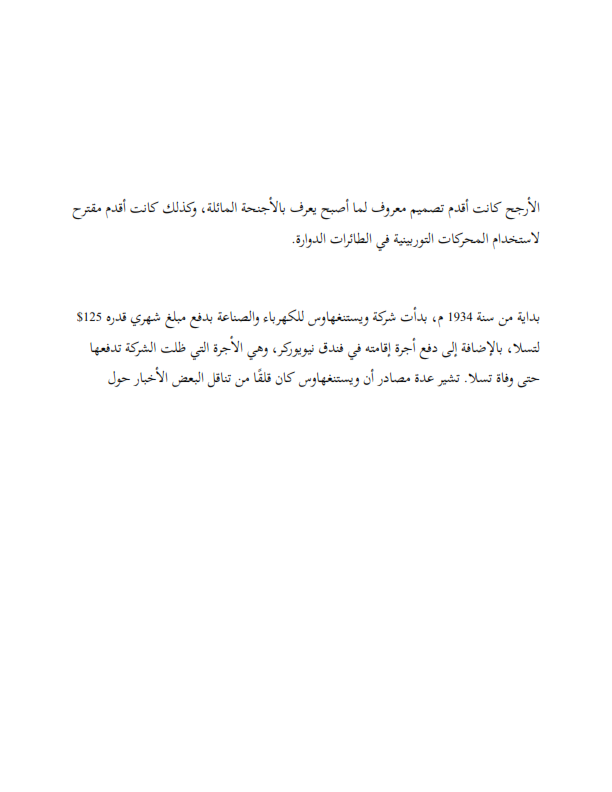 الأرجح كانت أقدم تصميم معروف لما أصبح يعرف بالأجنحة المائلة، وكذلك كانت أقدم مقترح
لاستخدام المحركات التوربينية في الطائرات الدوارة.
بداية من سنة 1934 م، بدأت شركة ويستنغهاوس للكهرباء والصناعة بدفع مبلغ شهري قدره 125$
لتسلا، بالإضافة إلى دفع أجرة إقامته في فندق نيويوركر، وهي الأجرة التي ظلت الشركة تدفعها
حتى وفاة تسلا. تشير عدة مصادر أن ويستنغهاوس كان قلقًا من تناقل البعض الأخبار حول